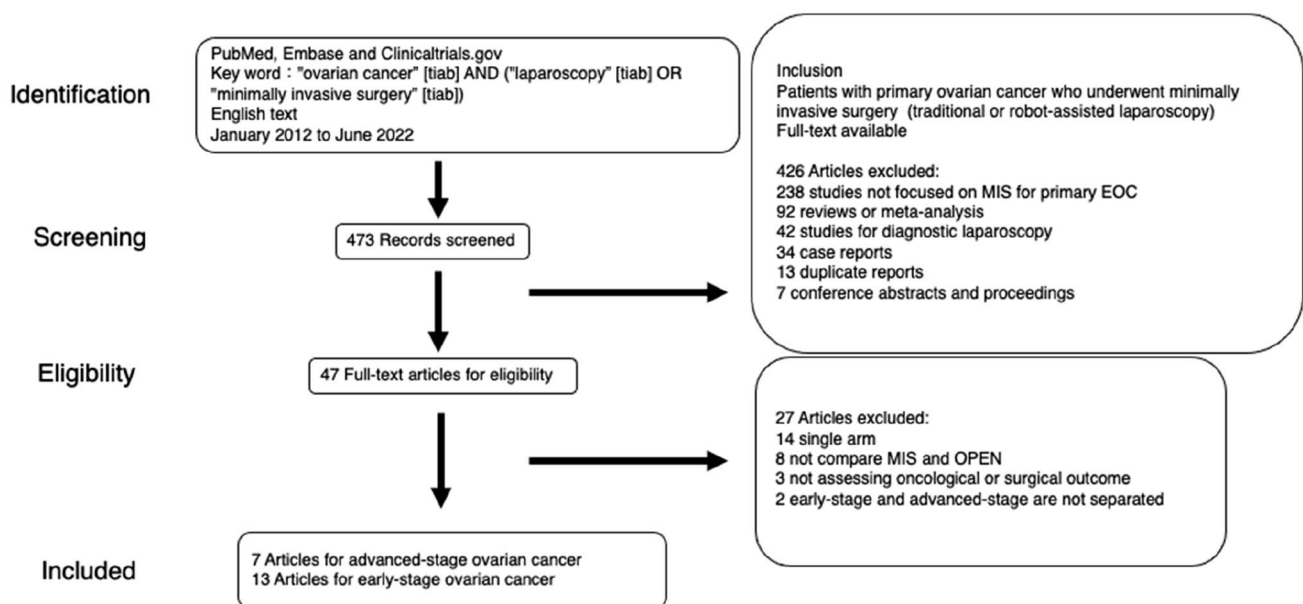 Identification
PubMed, Embase and Clinicaltrials.gov
Key word："ovarian cancer" [tiab] AND ("laparoscopy" [tiab] OR
"minimally invasive surgery" [tiab])
English text
January 2012 to June 2022
Inclusion
Patients with primary ovarian cancer who underwent minimally
invasive surgery (traditional or robot-assisted laparoscopy)
Full-text available
426 Articles excluded:
238 studies not focused on MIS for primary EOC
92 reviews or meta-analysis
42 studies for diagnostic laparoscopy
34 case reports
13 duplicate reports
7 conference abstracts and proceedings
Screening
473 Records screened
Eligibility
47 Full-text articles for eligibility
27 Articles excluded:
14 single arm
8 not compare MIS and OPEN
3 not assessing oncological or surgical outcome
2 early-stage and advanced-stage are not separated
Included
7 Articles for advanced-stage ovarian cancer
13 Articles for early-stage ovarian cancer